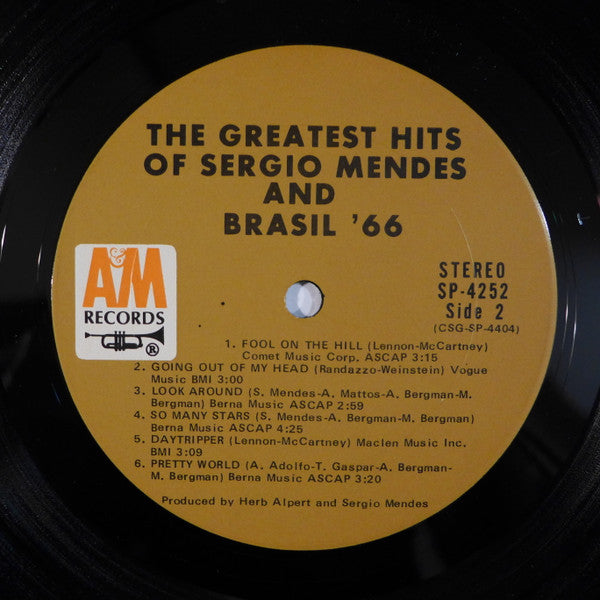 THE GREATEST HITS
OF SERGIO MENDES
AND
BRASIL '66
A&M
RECORDS
®
STEREO
SP-4252
Side 2
(CSG-SP-4404)
1. FOOL ON THE HILL (Lennon-McCartney)
Comet Music Corp. ASCAP 3:15
2. GOING OUT OF MY HEAD (Randazzo-Weinstein) Vogue
Music BMI 3:00
3. LOOK AROUND (S. Mendes-A. Mattos-A. Bergman-M.
Bergman) Berna Music ASCAP 2:59
4. SO MANY STARS (S. Mendes-A. Bergman-M. Bergman)
Berna Music ASCAP 4:25
5. DAYTRIPPER (Lennon-McCartney) Maclen Music Inc.
BMI 3:09
6. PRETTY WORLD (A. Adolfo-T. Gaspar-A. Bergman-
M. Bergman) Berna Music ASCAP 3:20
Produced by Herb Alpert and Sergio Mendes